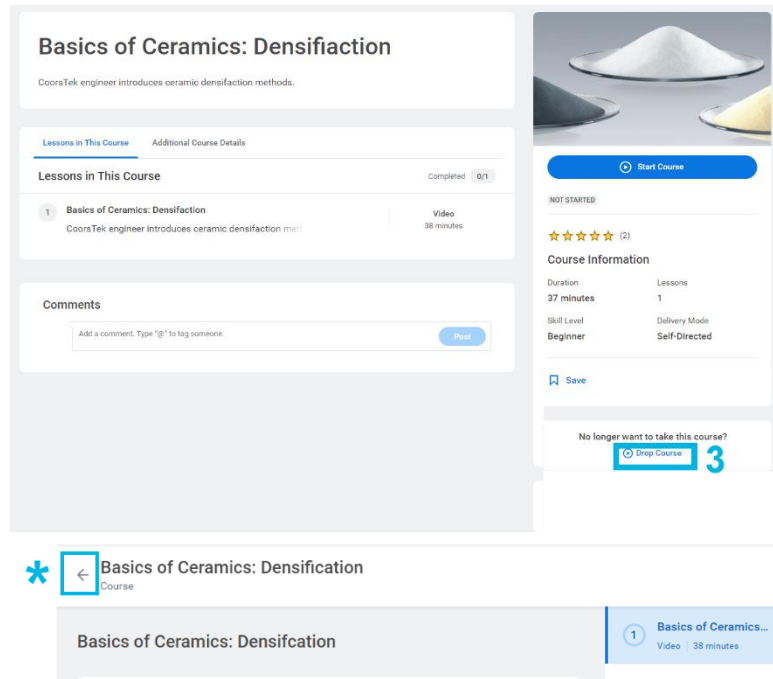 Basics of Ceramics: Densifiaction
CoorsTek engineer introduces ceramic densifaction methods.
Lessons in This Course Additional Course Details
Lessons in This Course Completed 0/1
1 Basics of Ceramics: Densifaction Video
CoorsTek engineer introduces ceramic densifaction met 38 minutes
Comments
Add a comment. Type "@" to tag someone. Post
Start Course
NOT STARTED
(2)
Course Information
Duration Lessons
37 minutes 1
Skill Level Delivery Mode
Beginner Self-Directed
Save
No longer want to take this course?
Drop Course 3
* Basics of Ceramics: Densification
Course
Basics of Ceramics: Densifcation
1 Basics of Ceramics...
Video | 38 minutes